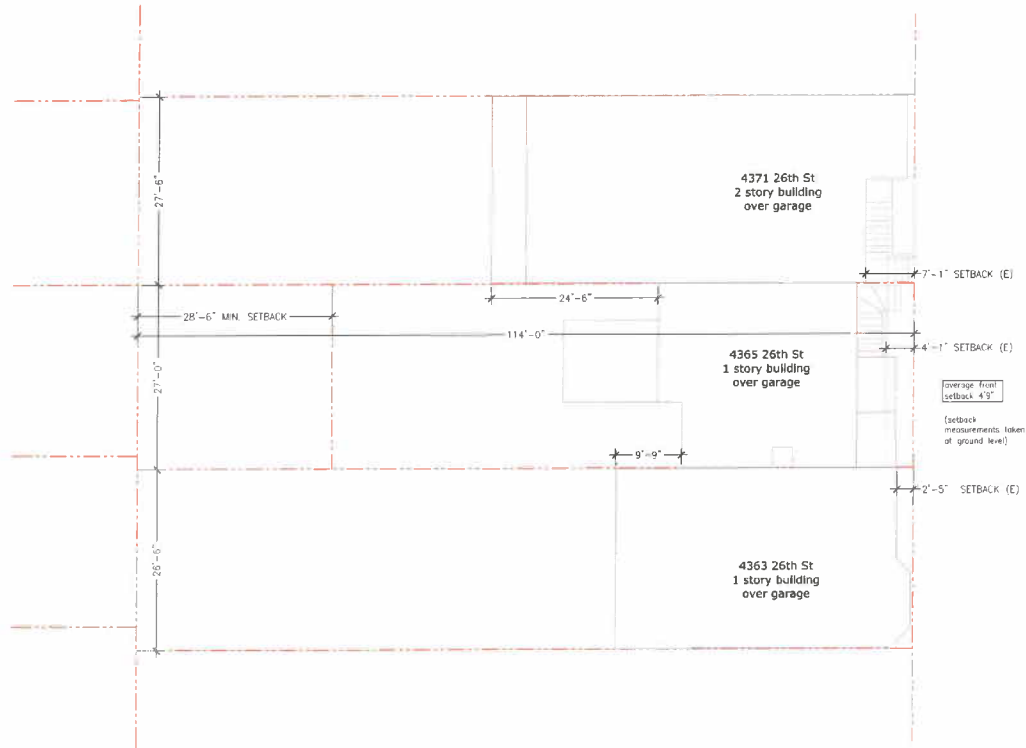 4371 26th St
2 story building
over garage
27'-6"
7'-1" SETBACK (E)
24'-6"
28'-6" MIN. SETBACK
114'-0"
4'-1" SETBACK (E)
4365 26th St
1 story building
over garage
27'-0"
average front
setback 4'9"
(setback
measurements taken
at ground level)
9'-9"
2'-5" SETBACK (E)
26'-6"
4363 26th St
1 story building
over garage